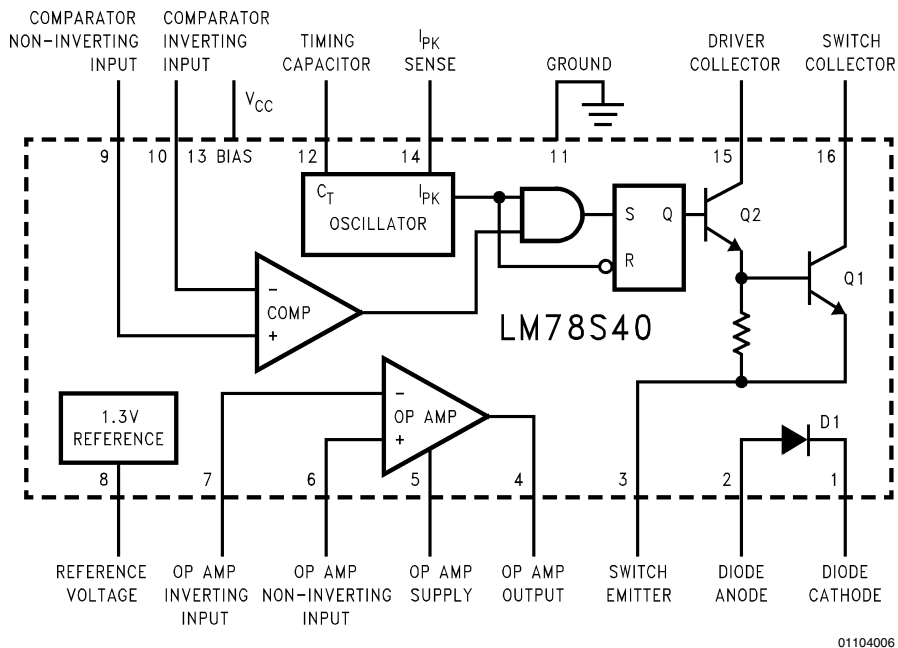 COMPARATOR
NON-INVERTING
INPUT
COMPARATOR
INVERTING
INPUT
VCC
TIMING
CAPACITOR
IPK
SENSE
GROUND
DRIVER
COLLECTOR
SWITCH
COLLECTOR
9
10
13 BIAS
12
14
11
15
16
CT
IPK
OSCILLATOR
S
Q
R
Q2
Q1
-
COMP
+
LM78S40
1.3V
REFERENCE
-
OP AMP
+
D1
8
7
6
5
4
3
2
1
REFERENCE
VOLTAGE
OP AMP
INVERTING
INPUT
OP AMP
NON-INVERTING
INPUT
OP AMP
SUPPLY
OP AMP
OUTPUT
SWITCH
EMITTER
DIODE
ANODE
DIODE
CATHODE
01104006